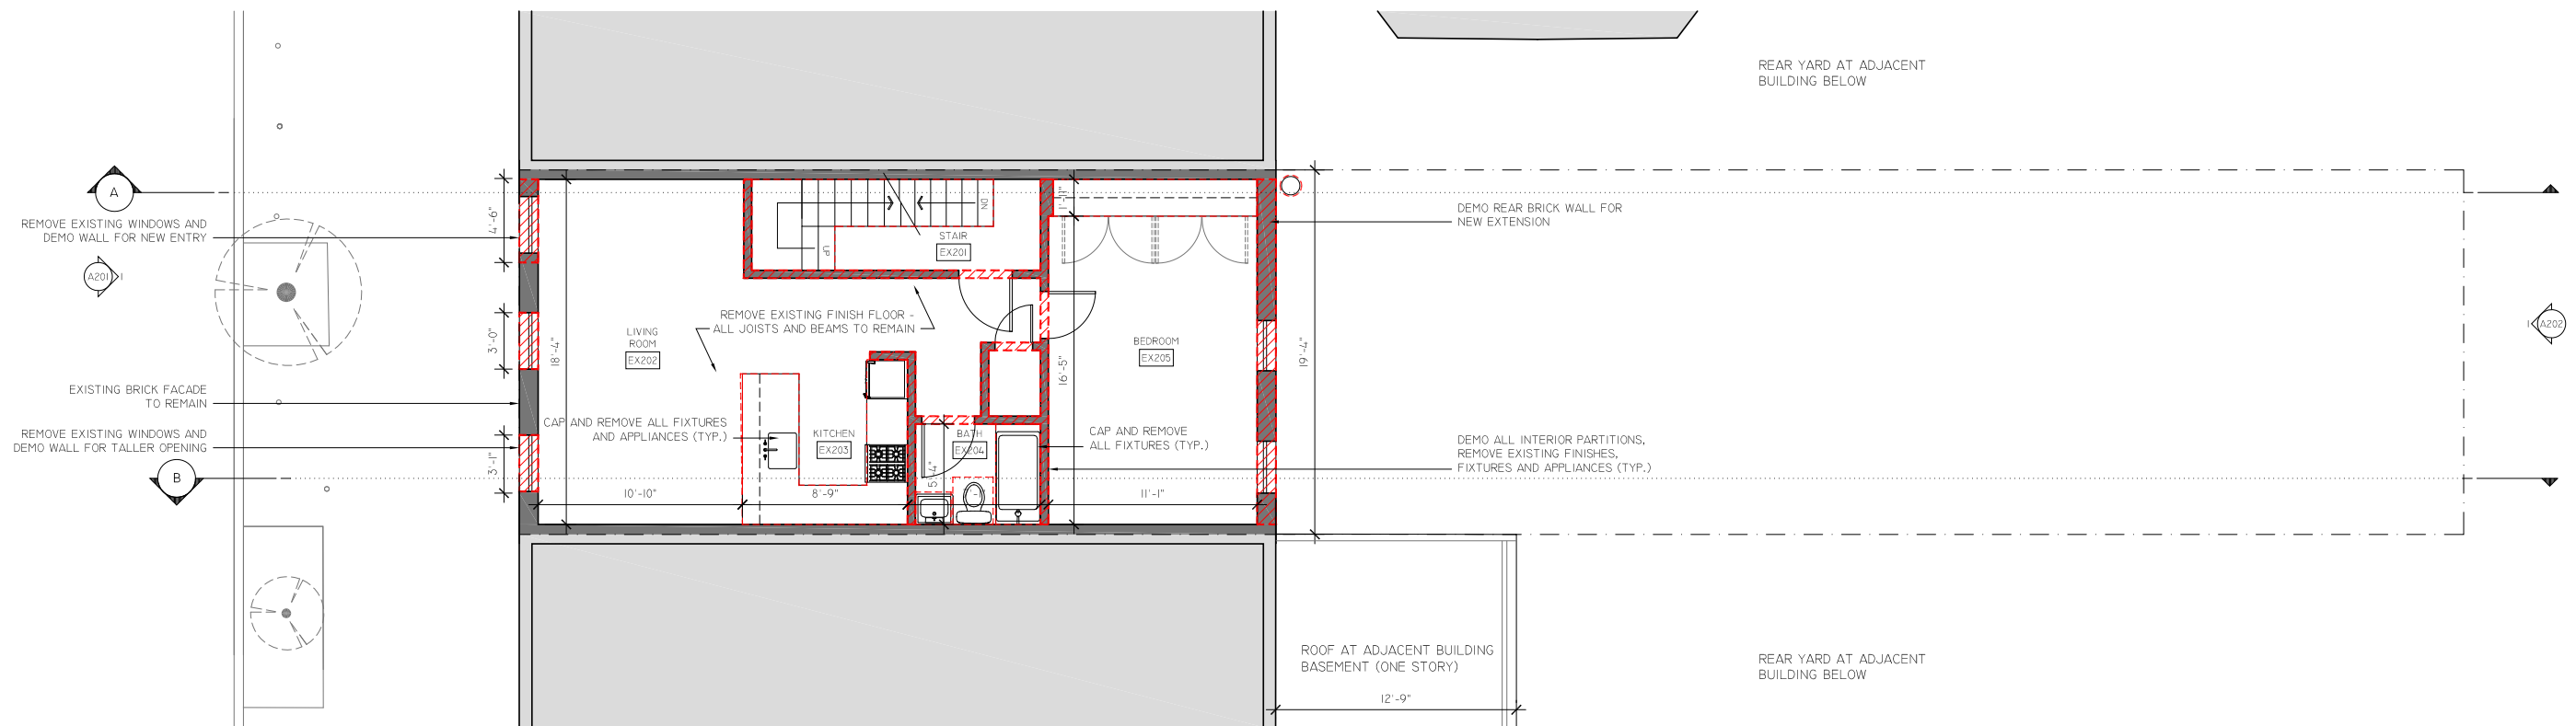 REAR YARD AT ADJACENT
BUILDING BELOW
A
REMOVE EXISTING WINDOWS AND
DEMO WALL FOR NEW ENTRY
A201
1
EXISTING BRICK FACADE
TO REMAIN
REMOVE EXISTING WINDOWS AND
DEMO WALL FOR TALLER OPENING
B
4'-6"
3'-0"
3'-1"
18'-4"
LIVING
ROOM
EX202
10'-10"
UP
DN
STAIR
EX201
REMOVE EXISTING FINISH FLOOR -
ALL JOISTS AND BEAMS TO REMAIN
CAP AND REMOVE ALL FIXTURES
AND APPLIANCES (TYP.)
KITCHEN
EX203
8'-9"
BATH
EX204
5'-4"
CAP AND REMOVE
ALL FIXTURES (TYP.)
1'-11"
16'-5"
BEDROOM
EX205
11'-1"
19'-4"
DEMO REAR BRICK WALL FOR
NEW EXTENSION
DEMO ALL INTERIOR PARTITIONS,
REMOVE EXISTING FINISHES,
FIXTURES AND APPLIANCES (TYP.)
1
A202
ROOF AT ADJACENT BUILDING
BASEMENT (ONE STORY)
12'-9"
REAR YARD AT ADJACENT
BUILDING BELOW